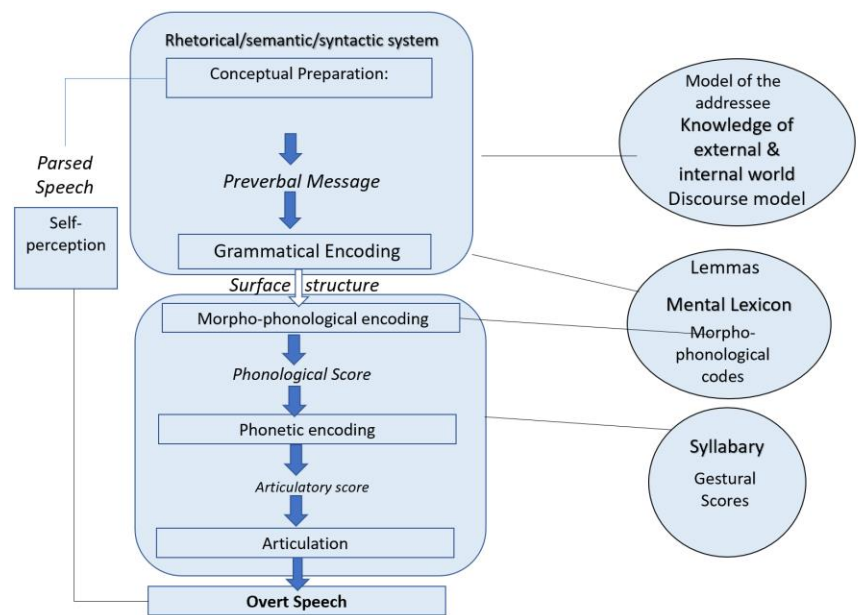 Rhetorical/semantic/syntactic system
Conceptual Preparation:
Preverbal Message
Grammatical Encoding
Surface structure
Morpho-phonological encoding
Phonological Score
Phonetic encoding
Articulatory score
Articulation
Overt Speech
Parsed
Speech
Self-
perception
Model of the
addressee
Knowledge of
external &
internal world
Discourse model
Lemmas
Mental Lexicon
Morpho-
phonological
codes
Syllabary
Gestural
Scores